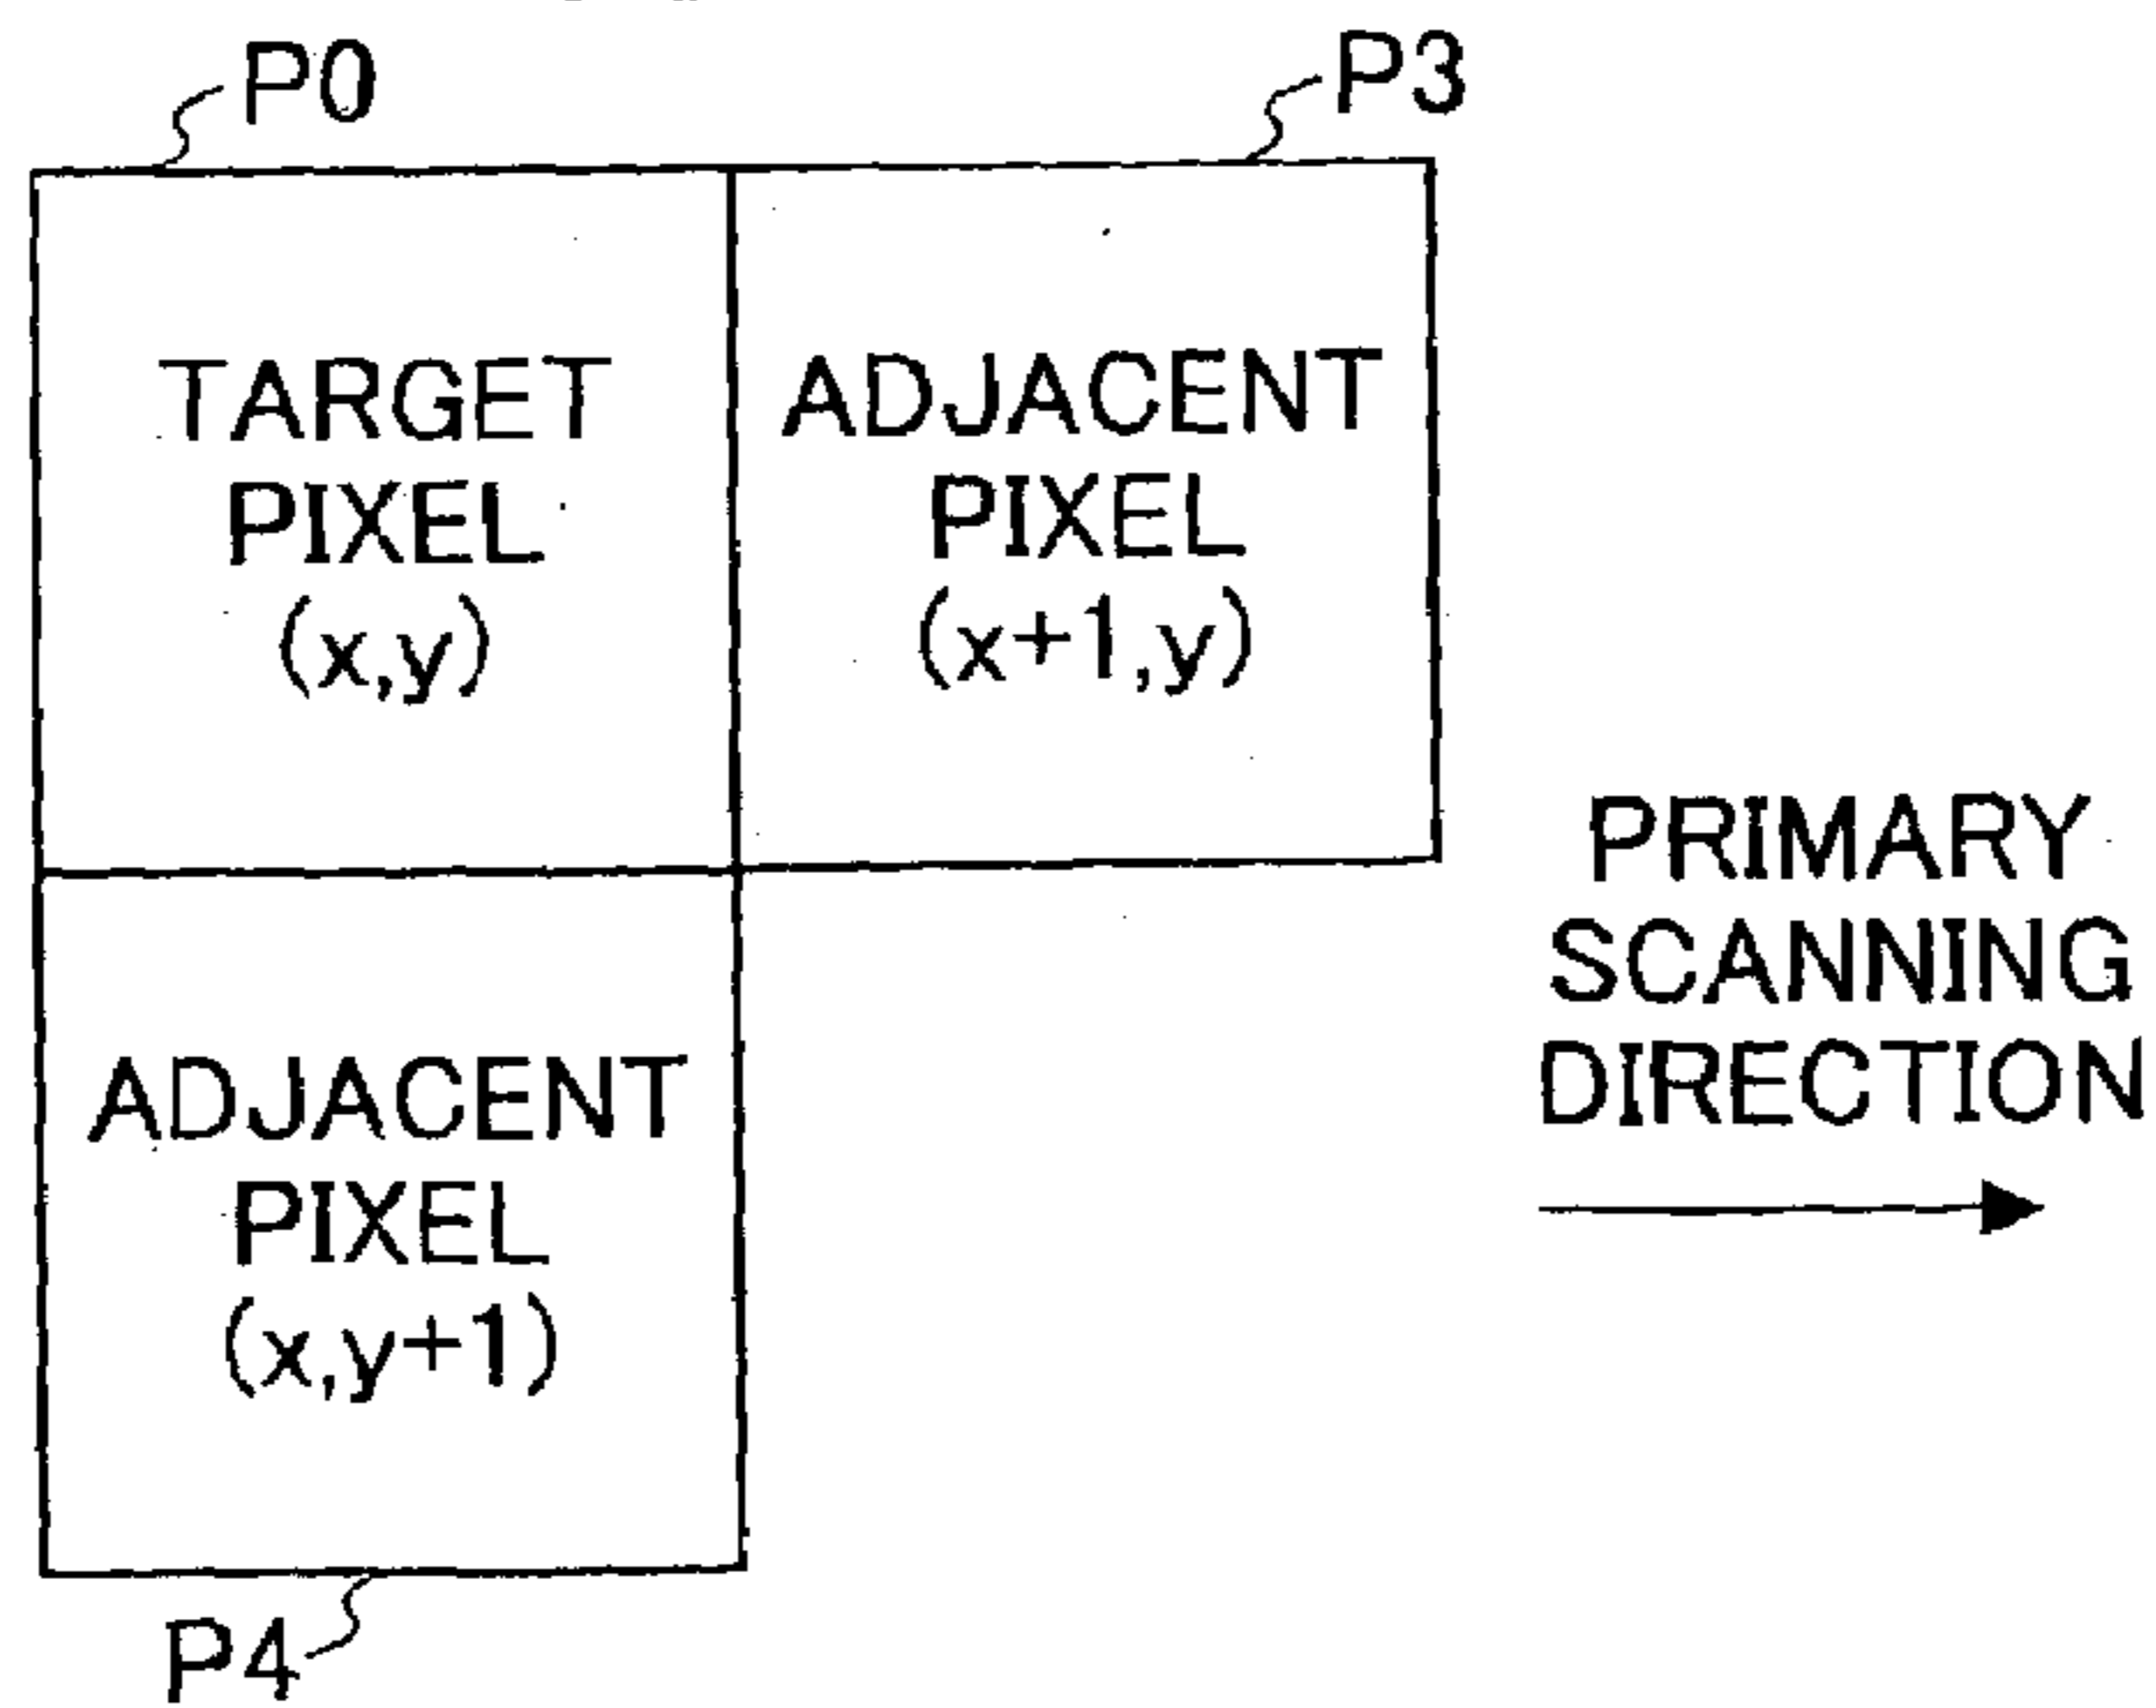 P0
P3
TARGET
PIXEL
(x,y)
ADJACENT
PIXEL
(x+1,y)
ADJACENT
PIXEL
(x,y+1)
P4
PRIMARY
SCANNING
DIRECTION